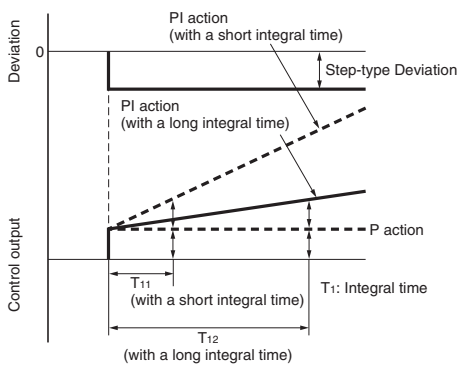 PI action
(with a short integral time)
Deviation
0
Step-type Deviation
PI action
(with a long integral time)
Control output
P action
T11
(with a short integral time)
T1: Integral time
T12
(with a long integral time)